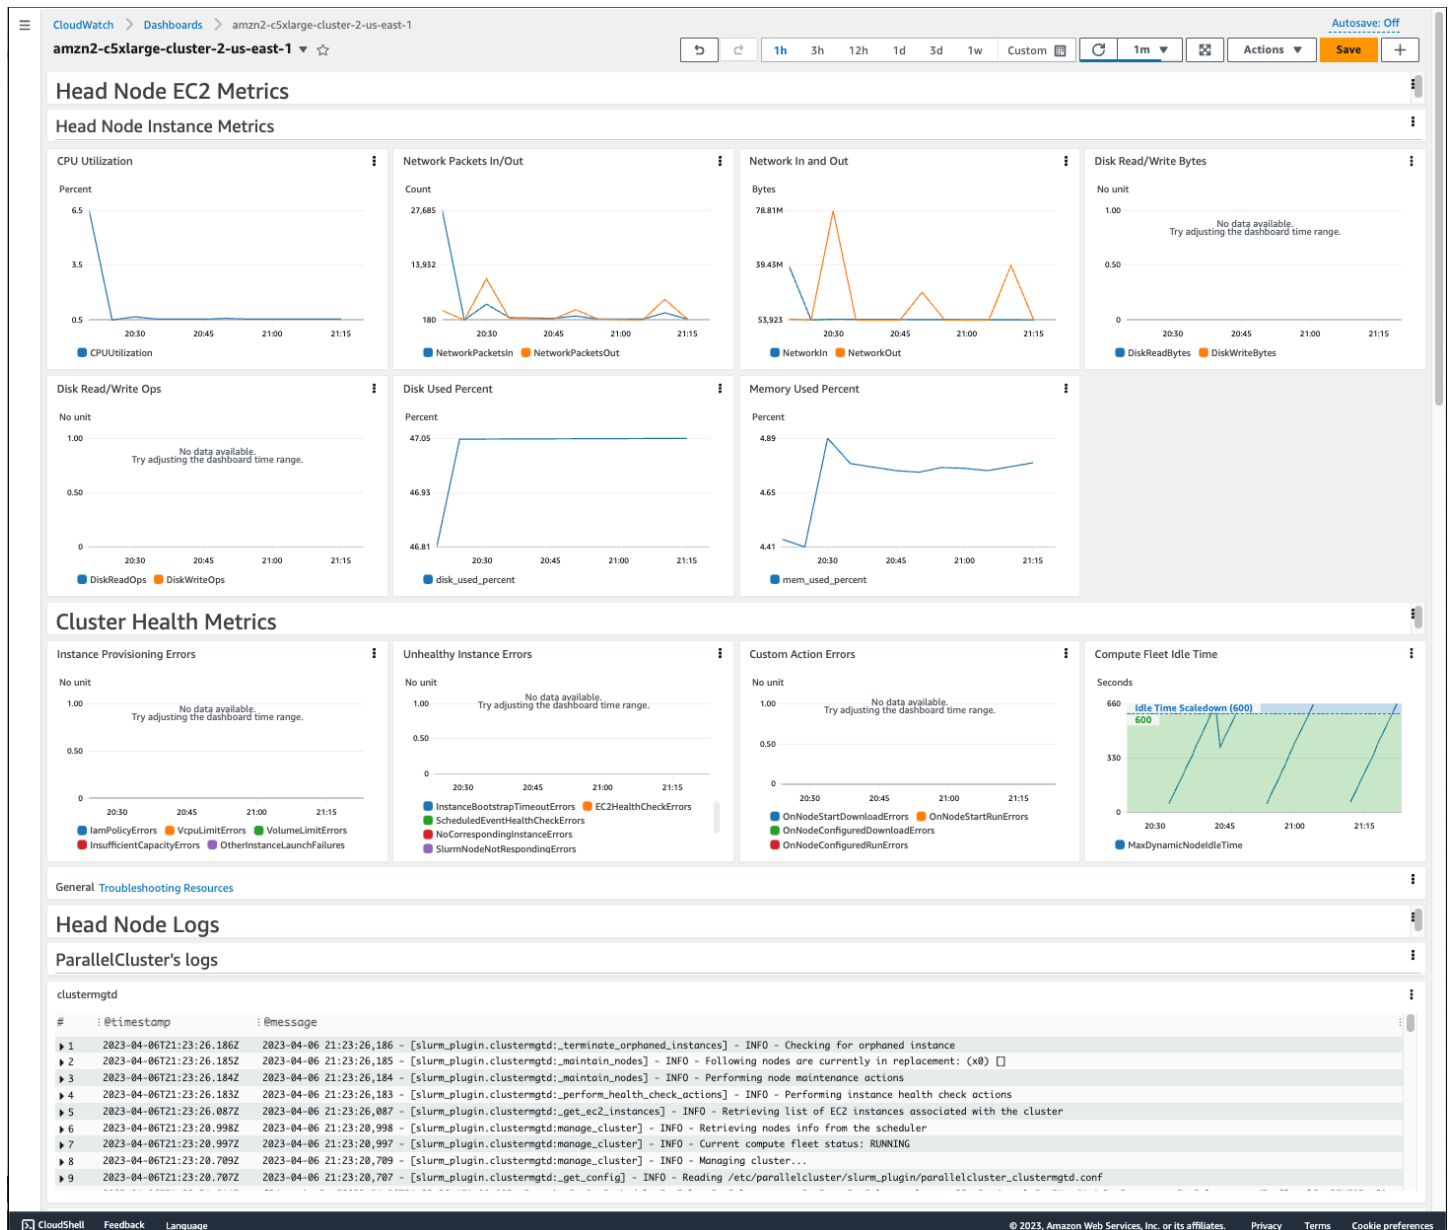 CloudWatch > Dashboards > amzn2-c5xlarge-cluster-2-us-east-1
Autosave: Off
amzn2-c5xlarge-cluster-2-us-east-1
1h 3h 12h 1d 3d 1w Custom 1m Actions Save
Head Node EC2 Metrics
Head Node Instance Metrics
CPU Utilization
Percent
6.5
3.5
0.5
20:30 20:45 21:00 21:15
CPUUtilization
Network Packets In/Out
Count
27,685
13,932
180
20:30 20:45 21:00 21:15
NetworkPacketsIn NetworkPacketsOut
Network In and Out
Bytes
78.81M
39.43M
53,923
20:30 20:45 21:00 21:15
NetworkIn NetworkOut
Disk Read/Write Bytes
No unit
1.00
No data available.
Try adjusting the dashboard time range.
0.50
0
20:30 20:45 21:00 21:15
DiskReadBytes DiskWriteBytes
Disk Read/Write Ops
No unit
1.00
No data available.
Try adjusting the dashboard time range.
0.50
0
20:30 20:45 21:00 21:15
DiskReadOps DiskWriteOps
Disk Used Percent
Percent
47.05
46.93
46.81
20:30 20:45 21:00 21:15
disk_used_percent
Memory Used Percent
Percent
4.89
4.65
4.41
20:30 20:45 21:00 21:15
mem_used_percent
Cluster Health Metrics
Instance Provisioning Errors
No unit
1.00
No data available.
Try adjusting the dashboard time range.
0.50
0
20:30 20:45 21:00 21:15
IamPolicyErrors VcpuLimitErrors VolumeLimitErrors
InsufficientCapacityErrors OtherInstanceLaunchFailures
Unhealthy Instance Errors
No unit
1.00
No data available.
Try adjusting the dashboard time range.
0.50
0
20:30 20:45 21:00 21:15
InstanceBootstrapTimeoutErrors EC2HealthCheckErrors
ScheduledEventHealthCheckErrors
NoCorrespondingInstanceErrors
SlurmNodeNotRespondingErrors
Custom Action Errors
No unit
1.00
No data available.
Try adjusting the dashboard time range.
0.50
0
20:30 20:45 21:00 21:15
OnNodeStartDownloadErrors OnNodeStartRunErrors
OnNodeConfiguredDownloadErrors
OnNodeConfiguredRunErrors
Compute Fleet Idle Time
Seconds
660
Idle Time Scaledown (600)
600
330
0
20:30 20:45 21:00 21:15
MaxDynamicNodeIdleTime
General Troubleshooting Resources
Head Node Logs
ParallelCluster's logs
clustermgtd
# @timestamp @message
1 2023-04-06T21:23:26.186Z 2023-04-06 21:23:26,186 - [slurm_plugin.clustermgtd:_terminate_orphaned_instances] - INFO - Checking for orphaned instance
2 2023-04-06T21:23:26.185Z 2023-04-06 21:23:26,185 - [slurm_plugin.clustermgtd:_maintain_nodes] - INFO - Following nodes are currently in replacement: (x0) []
3 2023-04-06T21:23:26.184Z 2023-04-06 21:23:26,184 - [slurm_plugin.clustermgtd:_maintain_nodes] - INFO - Performing node maintenance actions
4 2023-04-06T21:23:26.183Z 2023-04-06 21:23:26,183 - [slurm_plugin.clustermgtd:_perform_health_check_actions] - INFO - Performing instance health check actions
5 2023-04-06T21:23:26.087Z 2023-04-06 21:23:26,087 - [slurm_plugin.clustermgtd:_get_ec2_instances] - INFO - Retrieving list of EC2 instances associated with the cluster
6 2023-04-06T21:23:20.998Z 2023-04-06 21:23:20,998 - [slurm_plugin.clustermgtd:manage_cluster] - INFO - Retrieving nodes info from the scheduler
7 2023-04-06T21:23:20.997Z 2023-04-06 21:23:20,997 - [slurm_plugin.clustermgtd:manage_cluster] - INFO - Current compute fleet status: RUNNING
8 2023-04-06T21:23:20.709Z 2023-04-06 21:23:20,709 - [slurm_plugin.clustermgtd:manage_cluster] - INFO - Managing cluster...
9 2023-04-06T21:23:20.707Z 2023-04-06 21:23:20,707 - [slurm_plugin.clustermgtd:_get_config] - INFO - Reading /etc/parallelcluster/slurm_plugin/parallelcluster_clustermgtd.conf
CloudShell Feedback Language © 2023, Amazon Web Services, Inc. or its affiliates. Privacy Terms Cookie preferences